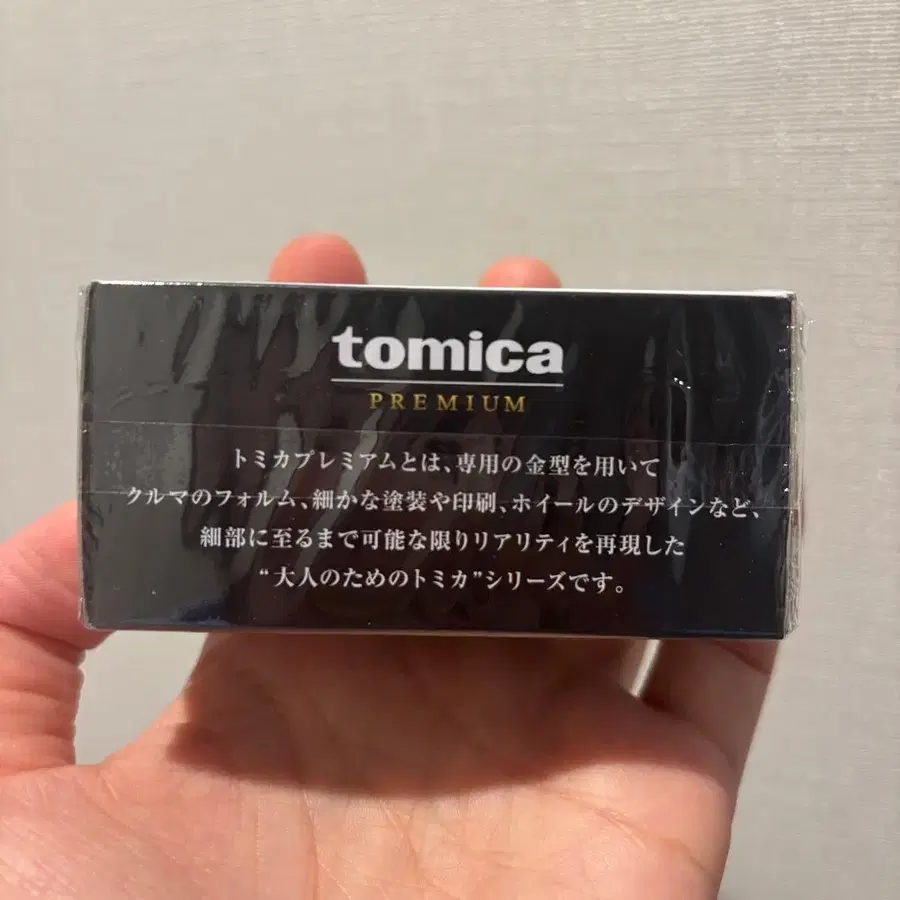 tomica
PREMIUM
トミカプレミアムとは、専用の金型を用いて
クルマのフォルム、細かな塗装や印刷、ホイールのデザインなど、
細部に至るまで可能な限りリアリティを再現した
“大人のためのトミカ”シリーズです。